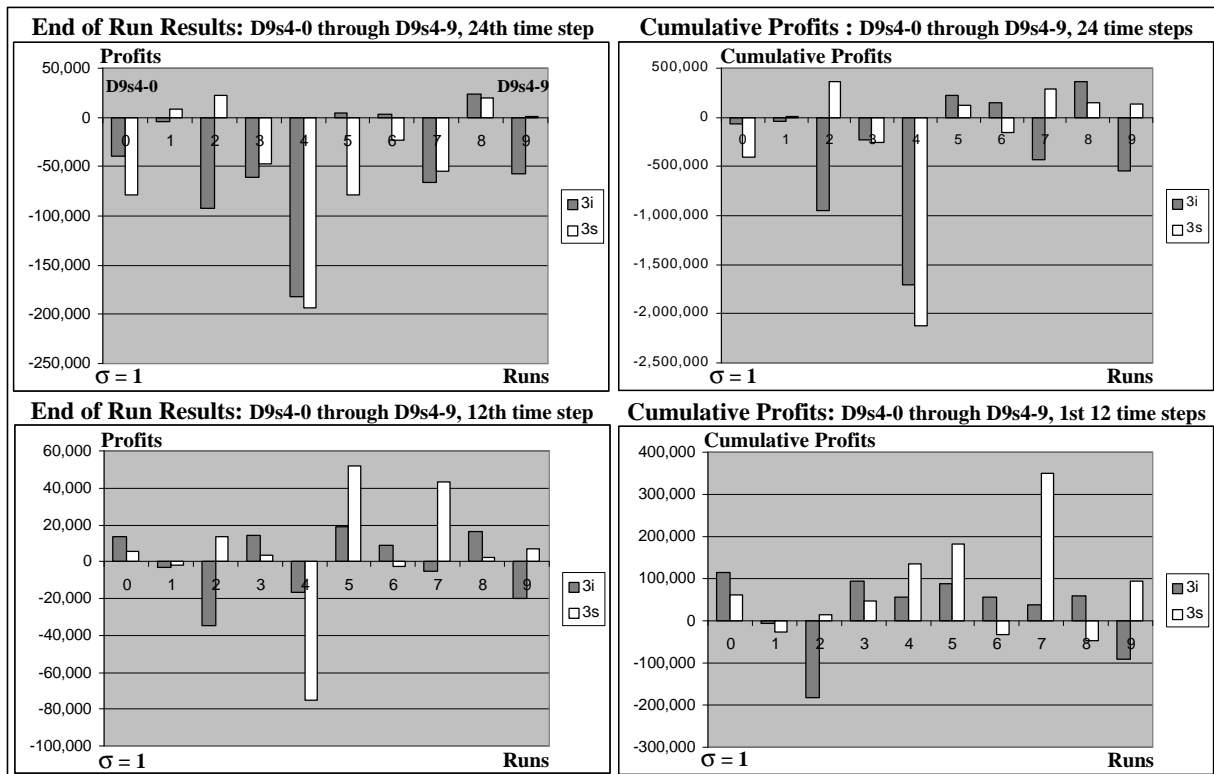 End of Run Results: D9s4-0 through D9s4-9, 24th time step
Profits
50,000
0
-50,000
-100,000
-150,000
-200,000
-250,000
D9s4-0
D9s4-9
0 1 2 3 4 5 6 7 8 9
3i
3s
σ = 1
Runs
Cumulative Profits : D9s4-0 through D9s4-9, 24 time steps
Cumulative Profits
500,000
0
-500,000
-1,000,000
-1,500,000
-2,000,000
-2,500,000
0 1 2 3 4 5 6 7 8 9
3i
3s
σ = 1
Runs
End of Run Results: D9s4-0 through D9s4-9, 12th time step
Profits
60,000
40,000
20,000
0
-20,000
-40,000
-60,000
-80,000
-100,000
0 1 2 3 4 5 6 7 8 9
3i
3s
σ = 1
Runs
Cumulative Profits: D9s4-0 through D9s4-9, 1st 12 time steps
Cumulative Profits
400,000
300,000
200,000
100,000
0
-100,000
-200,000
-300,000
0 1 2 3 4 5 6 7 8 9
3i
3s
σ = 1
Runs